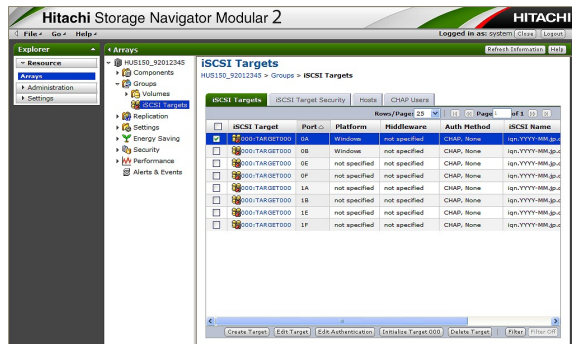 Hitachi Storage Navigator Modular 2
HITACHI
File Go Help
Logged in as: system Close Logout
Explorer
Arrays
Refresh Information Help
Resource
Arrays
Administration
Settings
HUS150_92012345
Components
Groups
Volumes
iSCSI Targets
Replication
Settings
Energy Saving
Security
Performance
Alerts & Events
iSCSI Targets
HUS150_92012345 > Groups > iSCSI Targets
iSCSI Targets iSCSI Target Security Hosts CHAP Users
Rows/Page: 25 Page 1 of 1
iSCSI Target Port Platform Middleware Auth Method iSCSI Name
000:TARGET000 0A Windows not specified CHAP, None iqn.YYYY-MM.jp.c
000:TARGET000 0B Windows not specified CHAP, None iqn.YYYY-MM.jp.c
000:TARGET000 0E not specified not specified CHAP, None iqn.YYYY-MM.jp.c
000:TARGET000 0F not specified not specified CHAP, None iqn.YYYY-MM.jp.c
000:TARGET000 1A not specified not specified CHAP, None iqn.YYYY-MM.jp.c
000:TARGET000 1B not specified not specified CHAP, None iqn.YYYY-MM.jp.c
000:TARGET000 1E not specified not specified CHAP, None iqn.YYYY-MM.jp.c
000:TARGET000 1F not specified not specified CHAP, None iqn.YYYY-MM.jp.c
Create Target Edit Target Edit Authentication Initialize Target 000 Delete Target Filter Filter Off